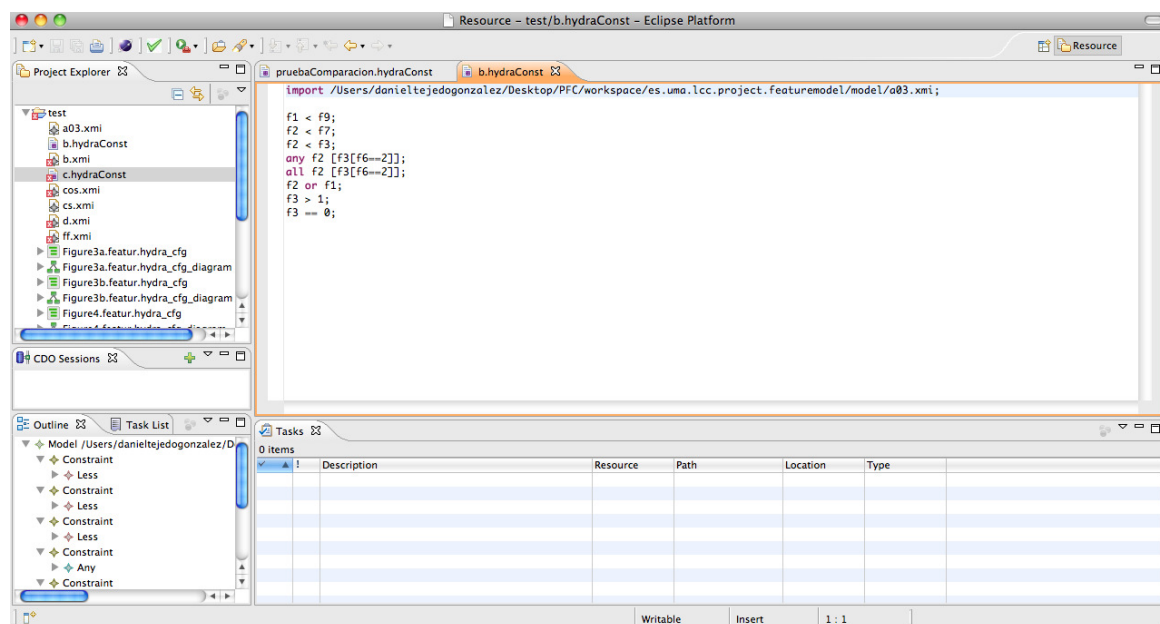 Resource - test/b.hydraConst - Eclipse Platform
Resource
Project Explorer
test
a03.xmi
b.hydraConst
b.xmi
c.hydraConst
cos.xmi
cs.xmi
d.xmi
ff.xmi
Figure3a.featur.hydra_cfg
Figure3a.featur.hydra_cfg_diagram
Figure3b.featur.hydra_cfg
Figure3b.featur.hydra_cfg_diagram
Figure4.featur.hydra_cfg
CDO Sessions
Outline
Task List
Model /Users/danieltejedogonzalez/D
Constraint
Less
Constraint
Less
Constraint
Less
Constraint
Any
Constraint
pruebaComparacion.hydraConst
b.hydraConst
import /Users/danieltejedogonzalez/Desktop/PFC/workspace/es.uma.lcc.project.featuremodel/model/a03.xmi;
f1 < f9;
f2 < f7;
f2 < f3;
any f2 [f3[f6==2]];
all f2 [f3[f6==2]];
f2 or f1;
f3 > 1;
f3 == 0;
Tasks
0 items
! Description Resource Path Location Type
Writable Insert 1 : 1